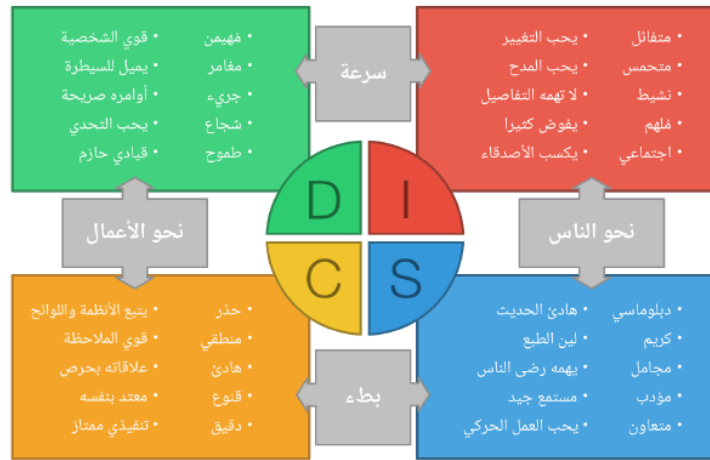 • متفائل
• متحمس
• نشيط
• مُلهم
• اجتماعي
• يحب التغيير
• يحب المدح
• لا تهمه التفاصيل
• يفوض كثيرا
• يكسب الأصدقاء
سرعة
• مُهيمن
• مغامر
• جريء
• شجاع
• طموح
• قوي الشخصية
• يميل للسيطرة
• أوامره صريحة
• يحب التحدي
• قيادي حازم
D
I
نحو الناس
نحو الأعمال
C
S
• دبلوماسي
• كريم
• مجامل
• مؤدب
• متعاون
• هادئ الحديث
• لين الطبع
• يهمه رضى الناس
• مستمع جيد
• يحب العمل الحركي
بطء
• حذر
• منطقي
• هادئ
• قنوع
• دقيق
• يتبع الأنظمة واللوائح
• قوي الملاحظة
• علاقاته بحرص
• معتد بنفسه
• تنفيذي ممتاز